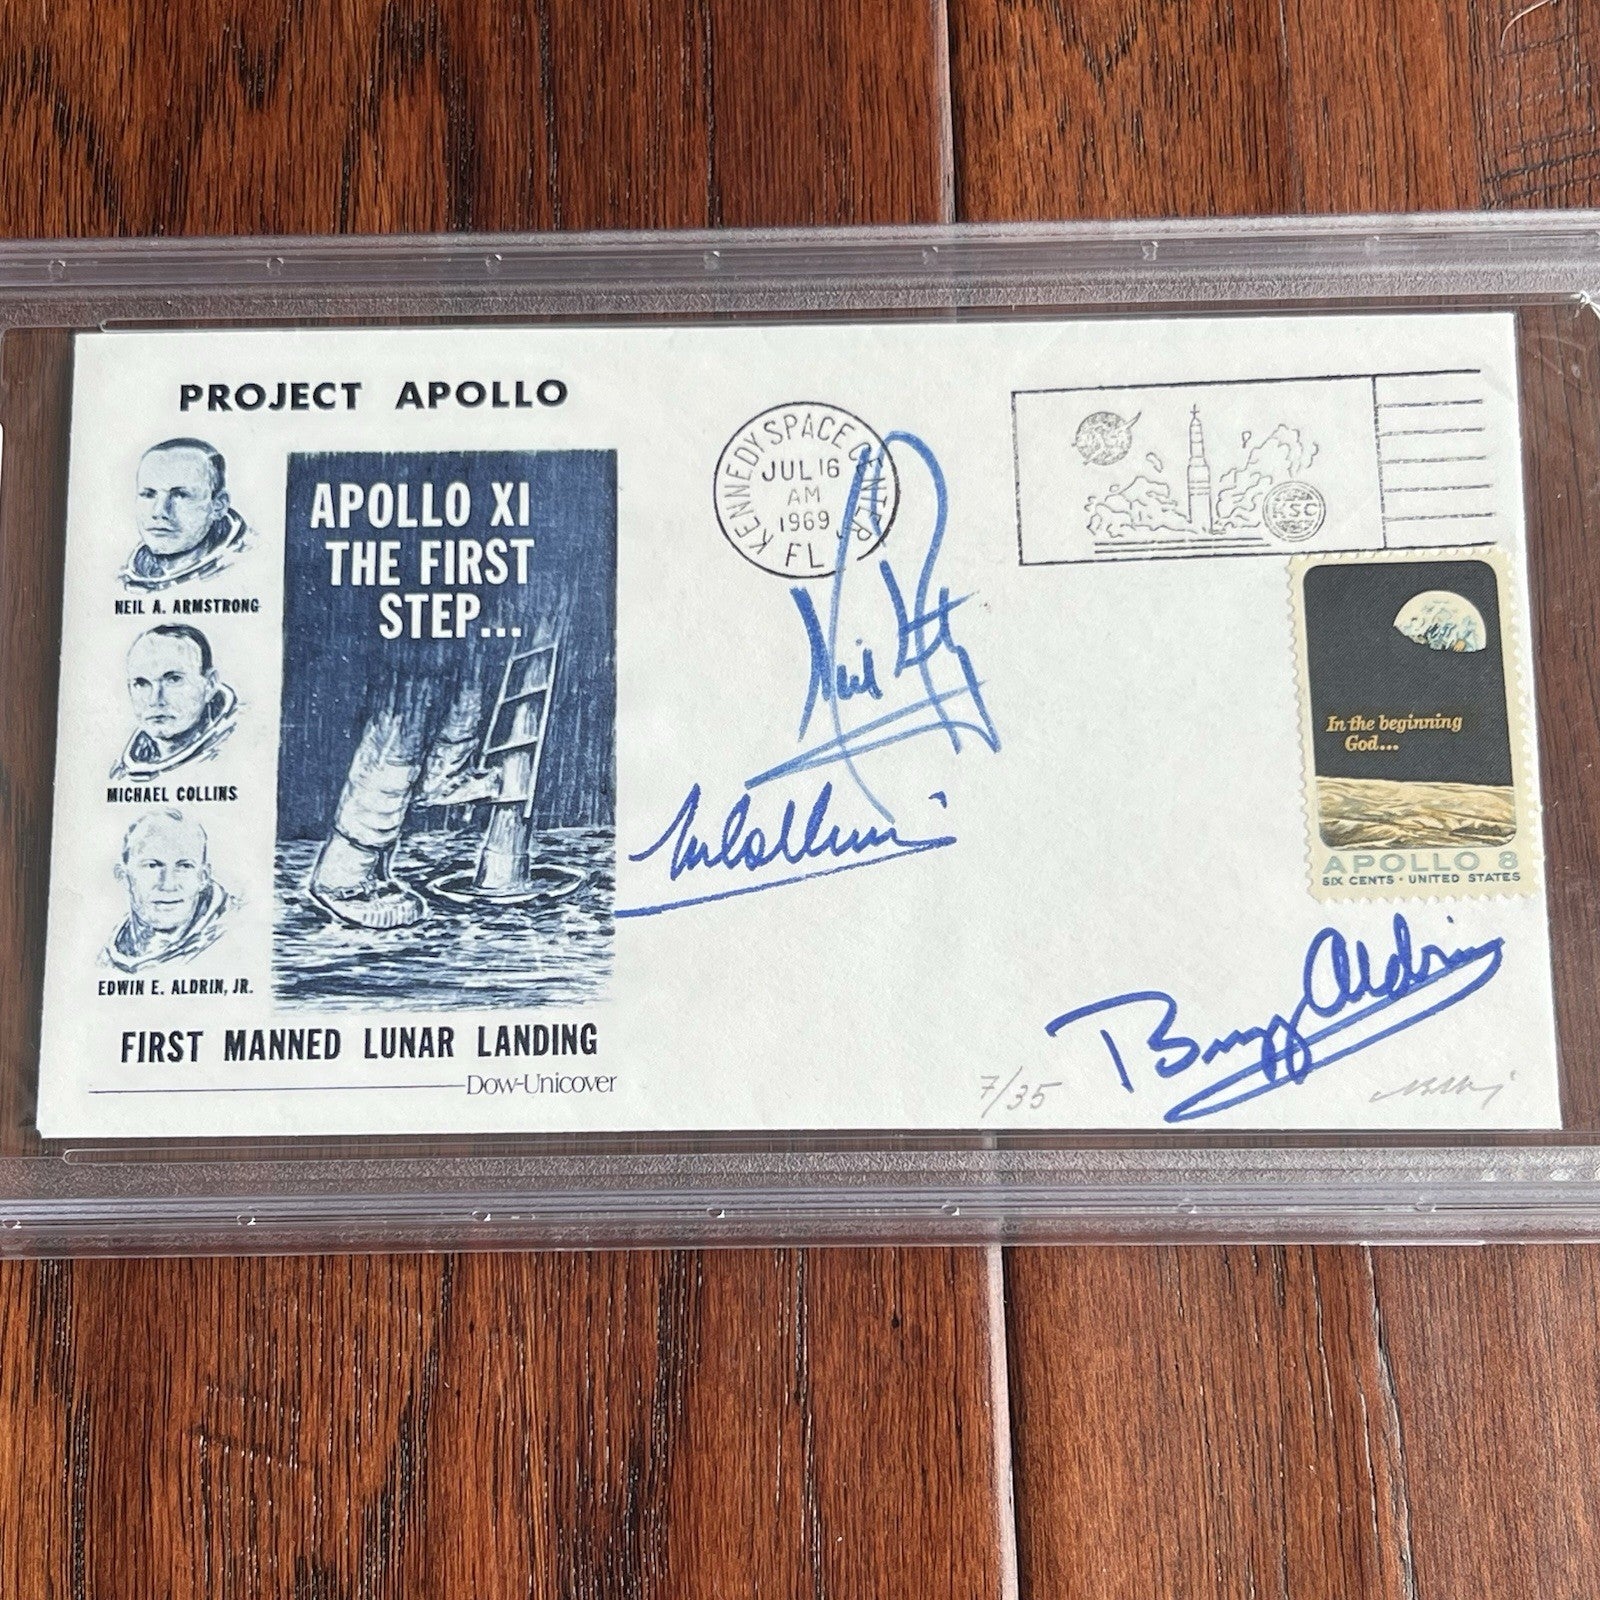 PROJECT APOLLO
NEIL A. ARMSTRONG
MICHAEL COLLINS
EDWIN E. ALDRIN, JR.
APOLLO XI
THE FIRST
STEP...
FIRST MANNED LUNAR LANDING
Dow-Unicover
KENNEDY SPACE CENTER,
JUL 16
AM
1969
FL
KSC
In the beginning
God...
APOLLO 8
SIX CENTS • UNITED STATES
Neil
M Collins
Buzz Aldrin
7/35